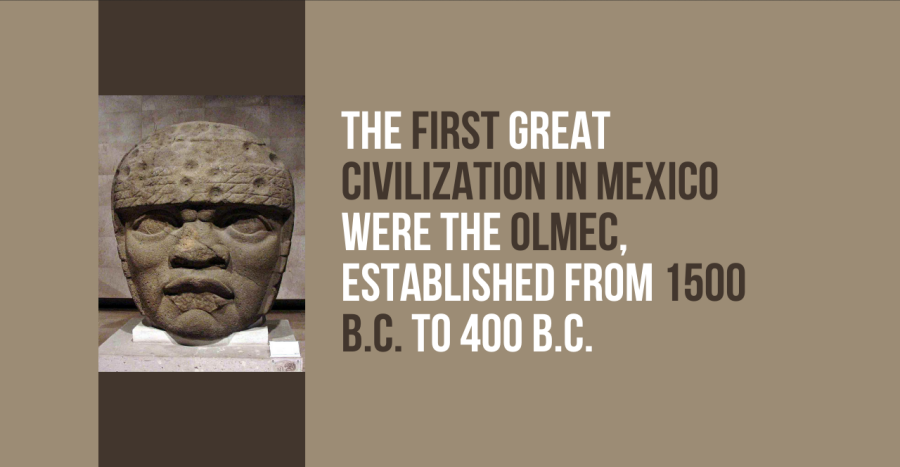 THE FIRST GREAT
CIVILIZATION IN MEXICO
WERE THE OLMEC,
ESTABLISHED FROM 1500
B.C. TO 400 B.C.